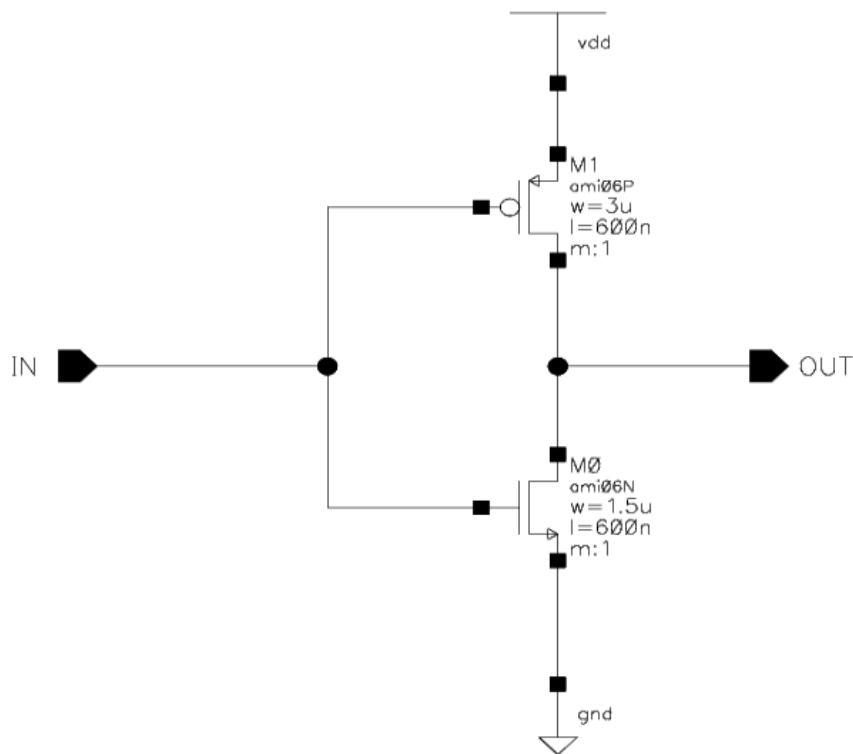 vdd
M1
ami06P
w=3u
l=600n
m:1
IN
OUT
M0
ami06N
w=1.5u
l=600n
m:1
gnd